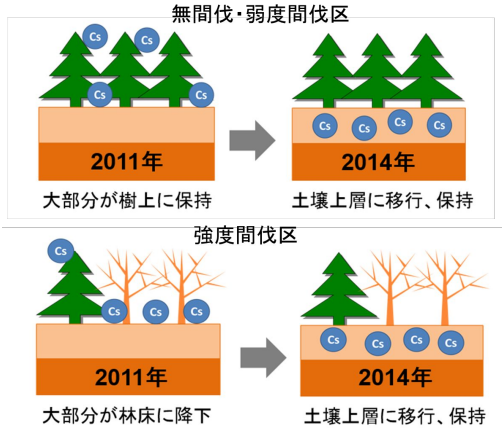 無間伐・弱度間伐区
Cs Cs
Cs Cs
Cs Cs Cs Cs
2011年 2014年
大部分が樹上に保持 土壌上層に移行、保持
強度間伐区
Cs
Cs Cs Cs
Cs Cs Cs Cs
2011年 2014年
大部分が林床に降下 土壌上層に移行、保持